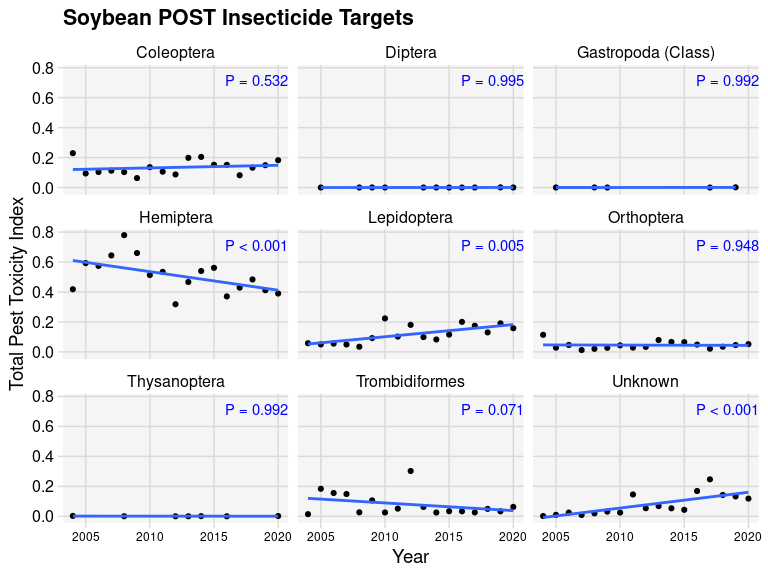 Soybean POST Insecticide Targets
Coleoptera
Diptera
Gastropoda (Class)
0.8
0.6
0.4
0.2
0.0
P = 0.532
P = 0.995
P = 0.992
Hemiptera
Lepidoptera
Orthoptera
0.8
0.6
0.4
0.2
0.0
P < 0.001
P = 0.005
P = 0.948
Thysanoptera
Trombidiformes
Unknown
0.8
0.6
0.4
0.2
0.0
P = 0.992
P = 0.071
P < 0.001
2005 2010 2015 2020
2005 2010 2015 2020
2005 2010 2015 2020
Year
Total Pest Toxicity Index